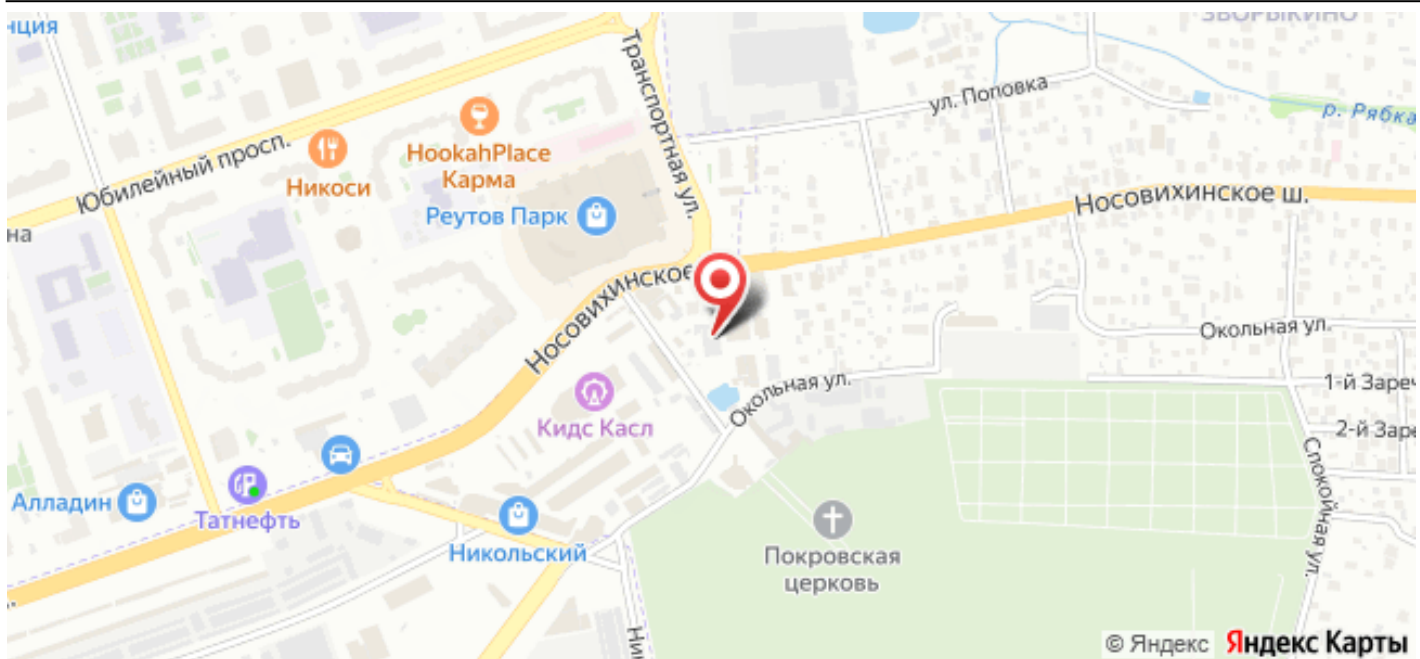 нция
ЗВОРЫКИНО
Транспортная ул.
ул. Поповка
р. Рябка
Юбилейный просп.
HookahPlace
Карма
Никоси
Реутов Парк
на
Носовихинское ш.
Носовихинское
Окольная ул.
1-й Зареч
2-й Заре
Окольная ул.
Кидс Касл
Спокойная ул.
Алладин
Татнефть
Никольский
Покровская
церковь
Ни
© Яндекс Яндекс Карты